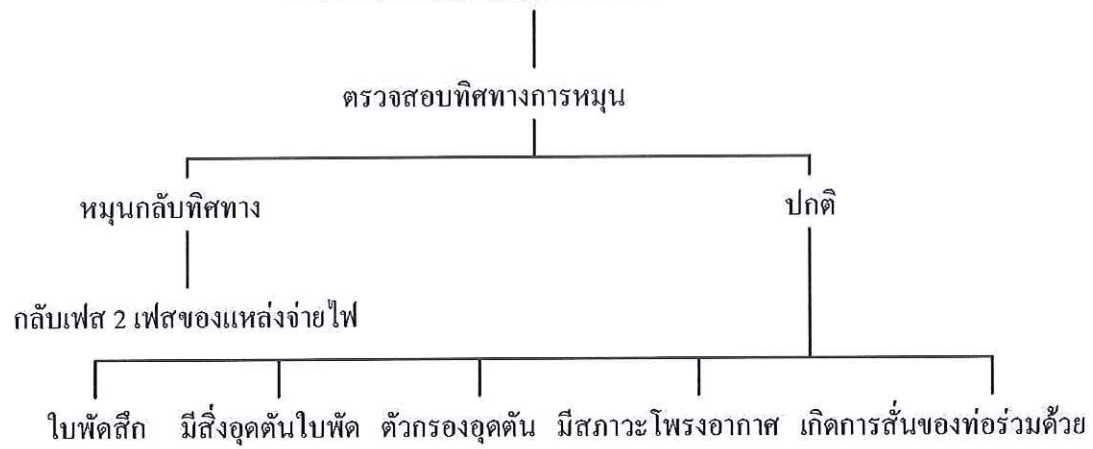 ตรวจสอบทิศทางการหมุน
หมุนกลับทิศทาง ปกติ
กลับเฟส 2 เฟสของแหล่งจ่ายไฟ
ใบพัดสึก มีสิ่งอุดตันใบพัด ตัวกรองอุดตัน มีสภาวะโพรงอากาศ เกิดการสั่นของท่อร่วมด้วย